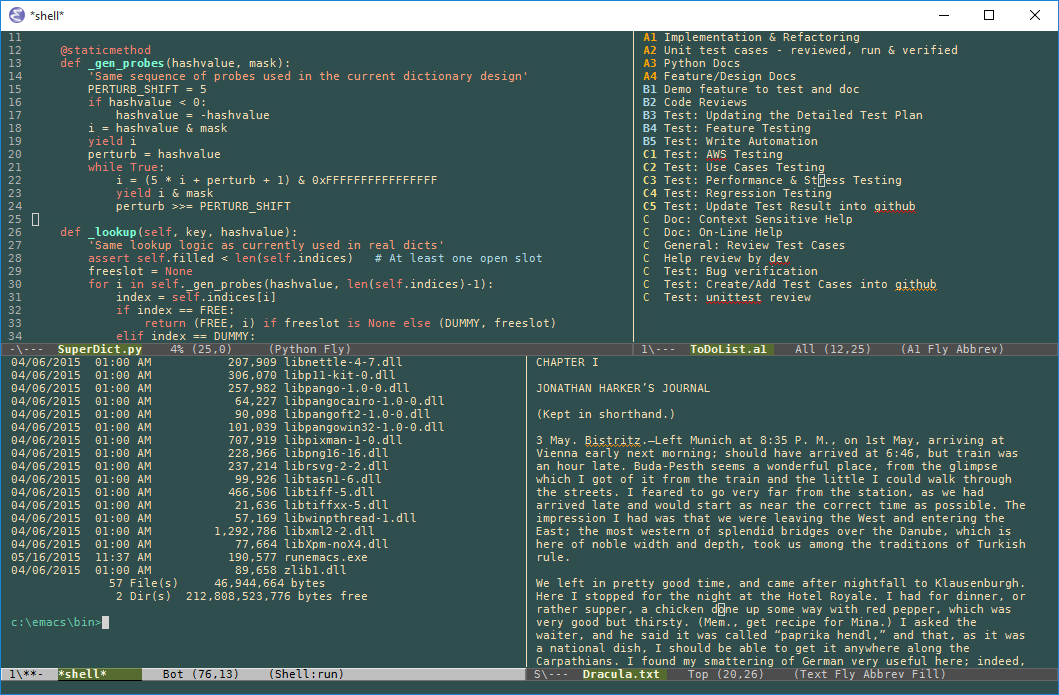 *shell*
11
12 @staticmethod
13 def _gen_probes(hashvalue, mask):
14 'Same sequence of probes used in the current dictionary design'
15 PERTURB_SHIFT = 5
16 if hashvalue < 0:
17 hashvalue = -hashvalue
18 i = hashvalue & mask
19 yield i
20 perturb = hashvalue
21 while True:
22 i = (5 * i + perturb + 1) & 0xFFFFFFFFFFFFFFFF
23 yield i & mask
24 perturb >>= PERTURB_SHIFT
25
26 def _lookup(self, key, hashvalue):
27 'Same lookup logic as currently used in real dicts'
28 assert self.filled < len(self.indices) # At least one open slot
29 freeslot = None
30 for i in self._gen_probes(hashvalue, len(self.indices)-1):
31 index = self.indices[i]
32 if index == FREE:
33 return (FREE, i) if freeslot is None else (DUMMY, freeslot)
34 elif index == DUMMY:
-\--- SuperDict.py 4% (25,0) (Python Fly)
A1 Implementation & Refactoring
A2 Unit test cases - reviewed, run & verified
A3 Python Docs
A4 Feature/Design Docs
B1 Demo feature to test and doc
B2 Code Reviews
B3 Test: Updating the Detailed Test Plan
B4 Test: Feature Testing
B5 Test: Write Automation
C1 Test: AWS Testing
C2 Test: Use Cases Testing
C3 Test: Performance & Stress Testing
C4 Test: Regression Testing
C5 Test: Update Test Result into github
C Doc: Context Sensitive Help
C Doc: On-Line Help
C General: Review Test Cases
C Help review by dev
C Test: Bug verification
C Test: Create/Add Test Cases into github
C Test: unittest review
1\--- ToDoList.a1 All (12,25) (A1 Fly Abbrev)
04/06/2015 01:00 AM 207,909 libnettle-4-7.dll
04/06/2015 01:00 AM 306,070 libp11-kit-0.dll
04/06/2015 01:00 AM 257,982 libpango-1.0-0.dll
04/06/2015 01:00 AM 64,227 libpangocairo-1.0-0.dll
04/06/2015 01:00 AM 90,098 libpangoft2-1.0-0.dll
04/06/2015 01:00 AM 101,039 libpangowin32-1.0-0.dll
04/06/2015 01:00 AM 707,919 libpixman-1-0.dll
04/06/2015 01:00 AM 228,966 libpng16-16.dll
04/06/2015 01:00 AM 237,214 librsvg-2-2.dll
04/06/2015 01:00 AM 99,926 libtasn1-6.dll
04/06/2015 01:00 AM 466,506 libtiff-5.dll
04/06/2015 01:00 AM 21,636 libtiffxx-5.dll
04/06/2015 01:00 AM 57,169 libwinpthread-1.dll
04/06/2015 01:00 AM 1,292,786 libxml2-2.dll
04/06/2015 01:00 AM 77,664 libXpm-noX4.dll
05/16/2015 11:37 AM 190,577 runemacs.exe
04/06/2015 01:00 AM 89,658 zlib1.dll
57 File(s) 46,944,664 bytes
2 Dir(s) 212,808,523,776 bytes free
c:\emacs\bin>
1\**- *shell* Bot (76,13) (Shell:run)
CHAPTER I
JONATHAN HARKER’S JOURNAL
(Kept in shorthand.)
3 May. Bistritz.—Left Munich at 8:35 P. M., on 1st May, arriving at
Vienna early next morning; should have arrived at 6:46, but train was
an hour late. Buda-Pesth seems a wonderful place, from the glimpse
which I got of it from the train and the little I could walk through
the streets. I feared to go very far from the station, as we had
arrived late and would start as near the correct time as possible. The
impression I had was that we were leaving the West and entering the
East; the most western of splendid bridges over the Danube, which is
here of noble width and depth, took us among the traditions of Turkish
rule.
We left in pretty good time, and came after nightfall to Klausenburgh.
Here I stopped for the night at the Hotel Royale. I had for dinner, or
rather supper, a chicken done up some way with red pepper, which was
very good but thirsty. (Mem., get recipe for Mina.) I asked the
waiter, and he said it was called “paprika hendl,” and that, as it was
a national dish, I should be able to get it anywhere along the
Carpathians. I found my smattering of German very useful here; indeed,
S\--- Dracula.txt Top (20,26) (Text Fly Abbrev Fill)